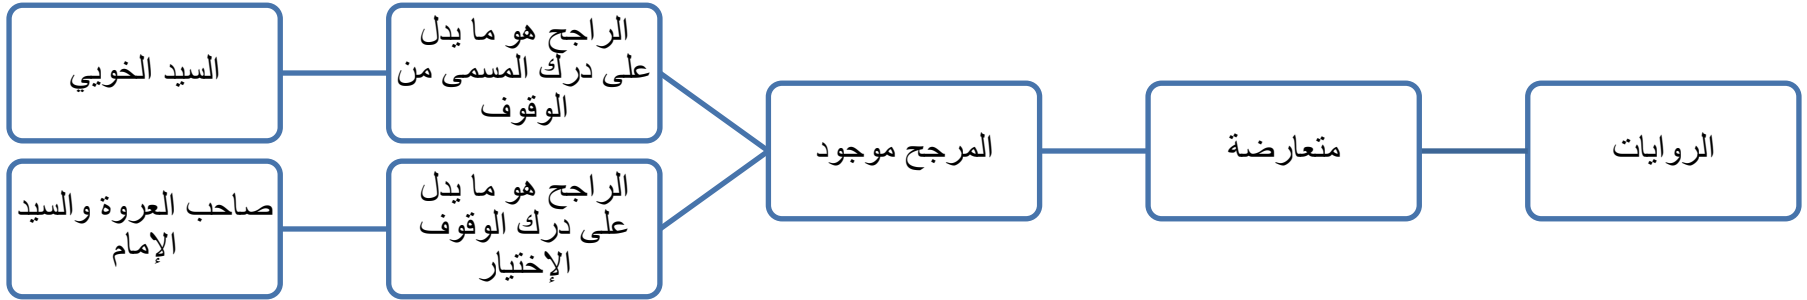 الروايات
متعارضة
المرجح موجود
الراجح هو ما يدل
على درك المسمى من
الوقوف
السيد الخويي
الراجح هو ما يدل
على درك الوقوف
الإختيار
صاحب العروة والسيد
الإمام